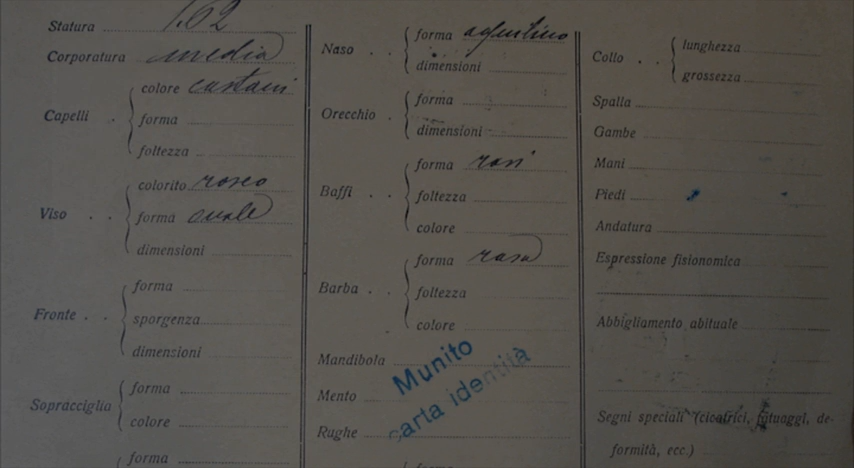 Statura 1.62
Corporatura media
Capelli
colore castani
forma
foltezza
Viso
colorito roseo
forma ovale
dimensioni
Fronte
forma
sporgenza
dimensioni
Sopracciglia
forma
colore
forma
Naso
forma
dimensioni
Orecchio
forma
dimensioni
Baffi
forma rasi
foltezza
colore
Barba
forma rasa
foltezza
colore
Mandibola
Mento
Rughe
Munito
carta identità
forma
Collo
lunghezza
grossezza
Spalla
Gambe
Mani
Piedi
Andatura
Espressione fisionomica
Abbigliamento abituale
Segni speciali (cicatrici, tatuaggi, de-
formità, ecc.)